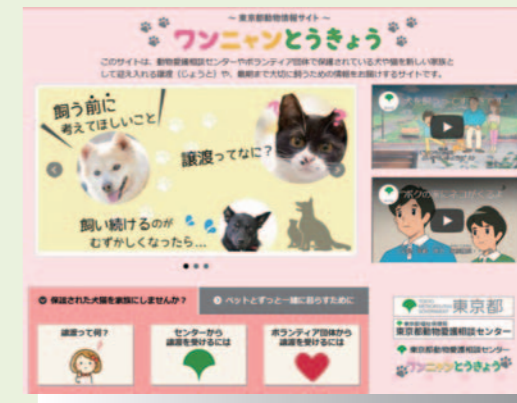 ～ 東京都動物情報サイト ～
ワンニャンとうきょう
このサイトは、動物愛護相談センターやボランティア団体で保護されている犬や猫を新しい家族と
して迎え入れる譲渡（じょうと）や、最期まで大切に飼うための情報をお届けするサイトです。
飼う前に
考えてほしいこと
譲渡ってなに？
飼い続けるのが
むずかしくなったら...
保護された犬猫を家族にしませんか？
ペットとずっと一緒に暮らすために
譲渡って何？
センターから
譲渡を受けるには
ボランティア団体から
譲渡を受けるには
東京都
東京都動物愛護相談センター
東京都動物愛護相談センター
ワンニャンとうきょう